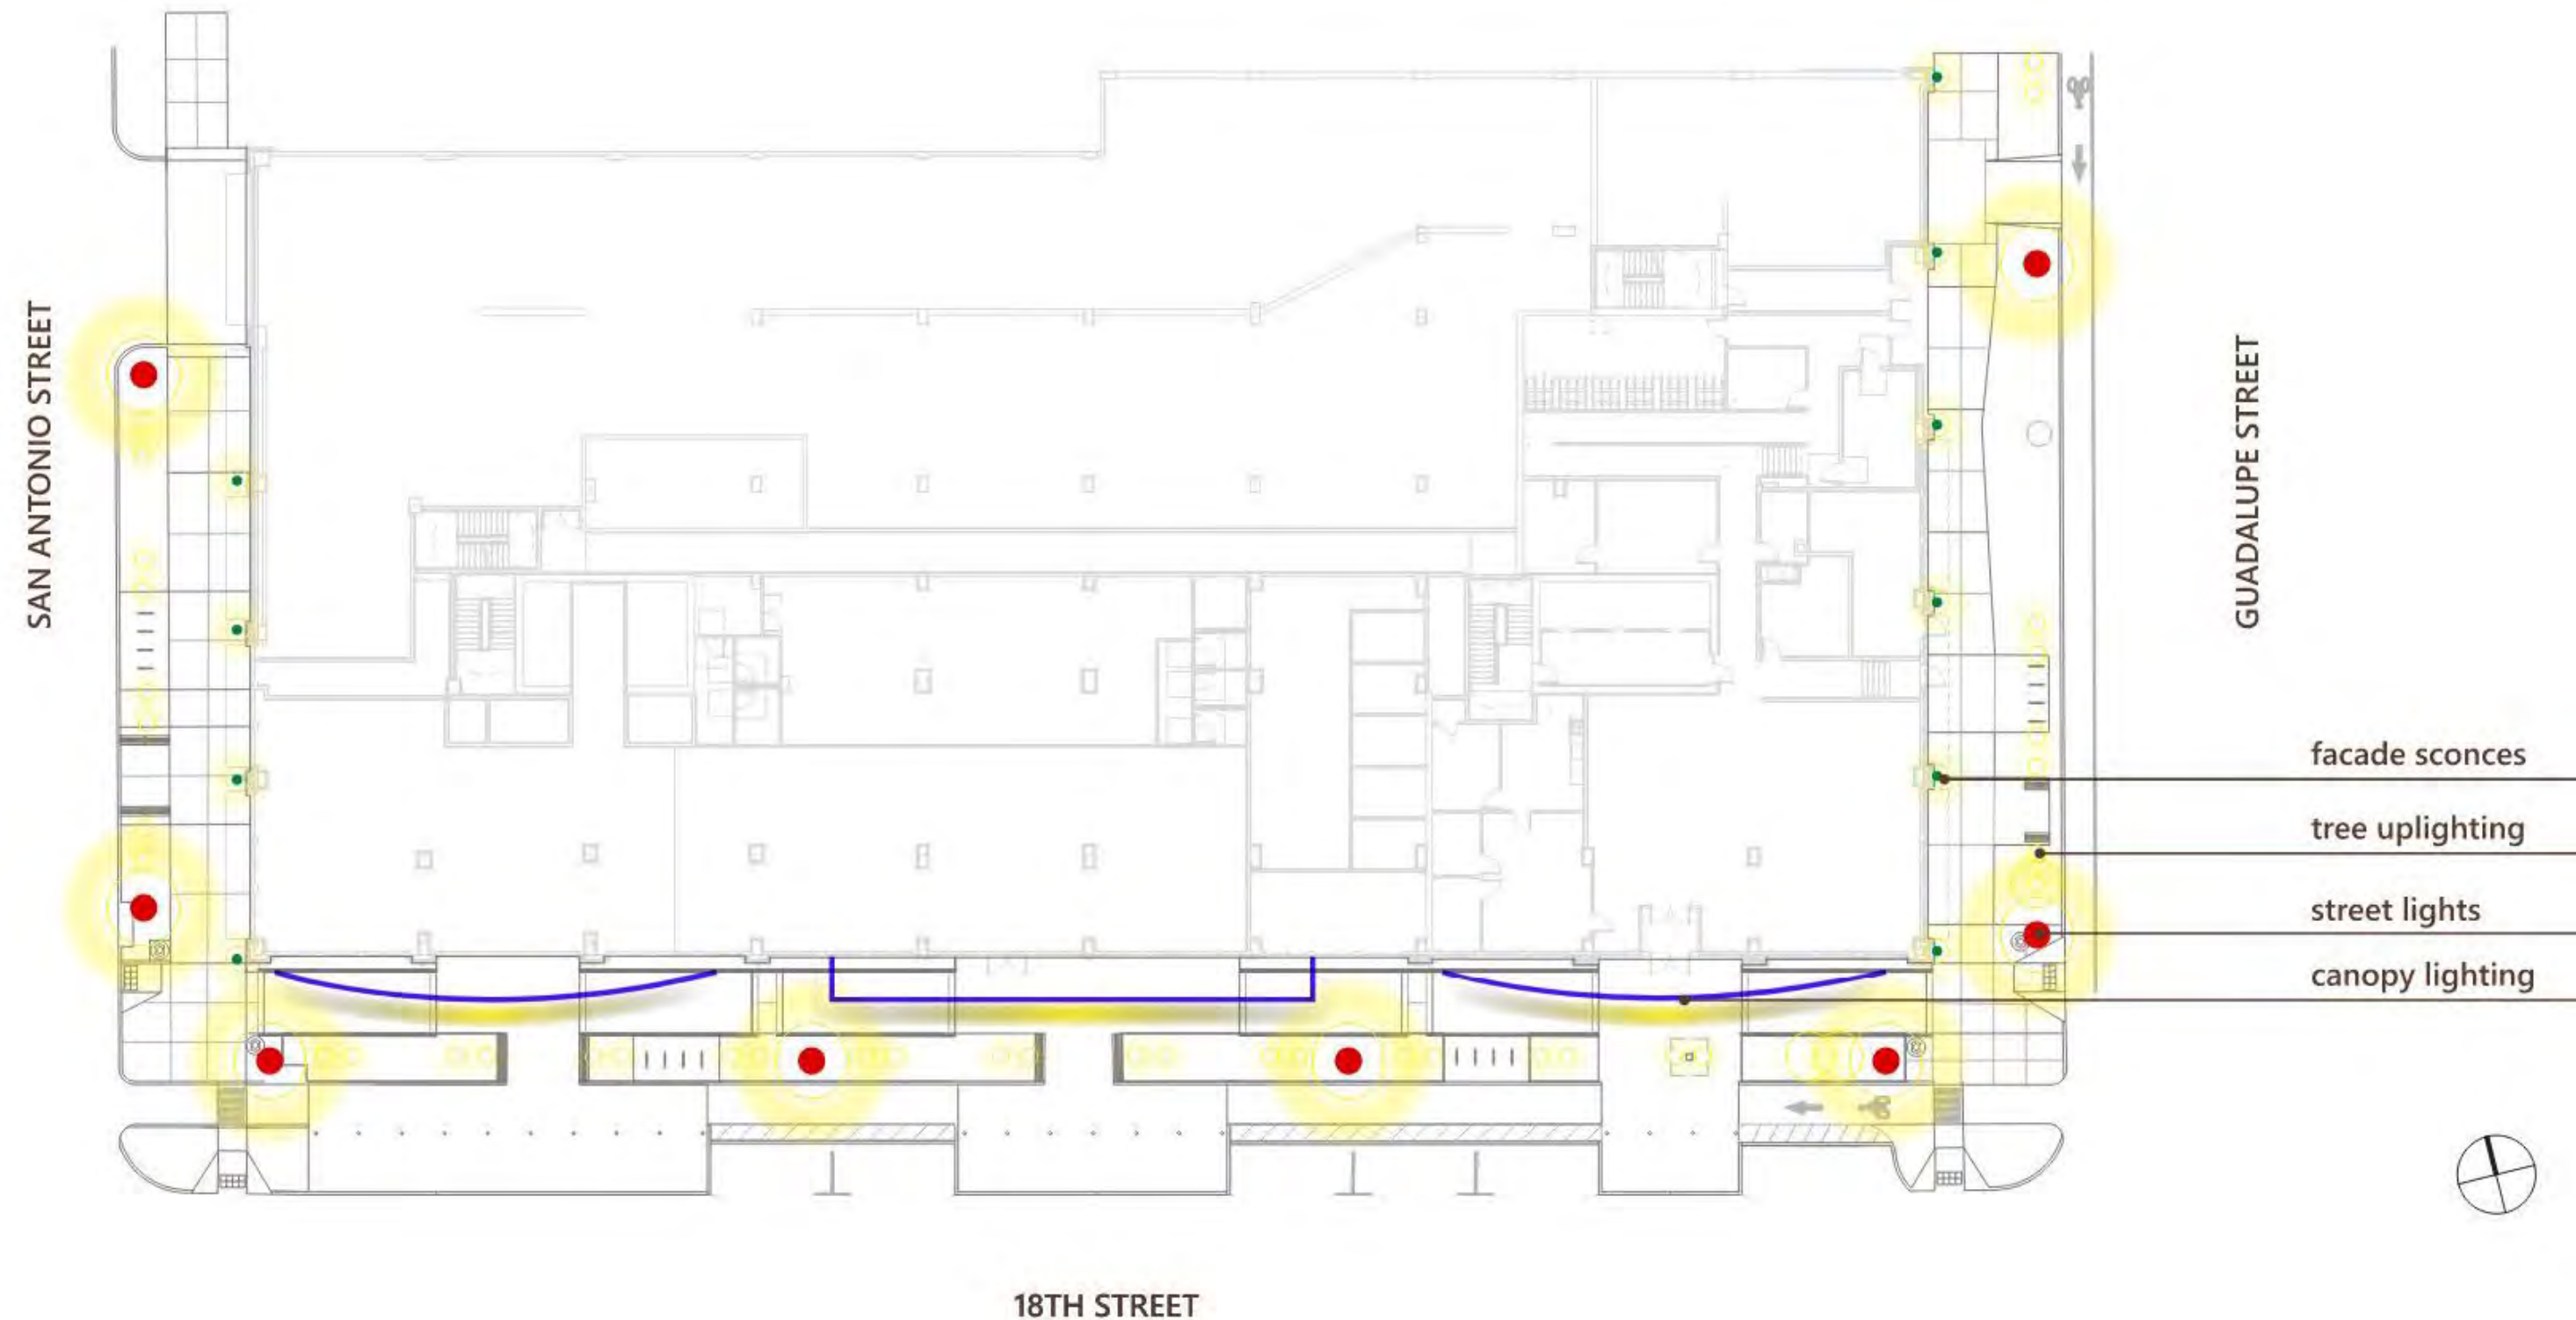 SAN ANTONIO STREET
GUADALUPE STREET
facade sconces
tree uplighting
street lights
canopy lighting
18TH STREET